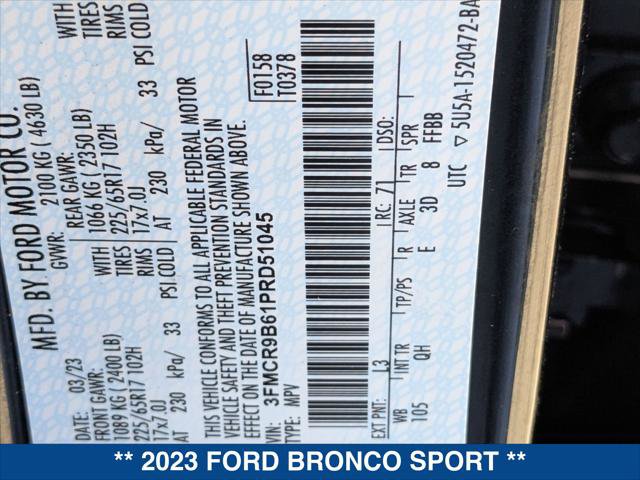 MFD. BY FORD MOTOR CO.
03/23
GVWR:
2100 KG ( 4630 LB)
FRONT GAWR:
1089 KG ( 2400 LB)
225/65R17 102H
17x7.0J
AT 230 kPa/ 33 PSI COLD
REAR GAWR:
1066 KG ( 2350 LB)
225/65R17 102H
17x7.0J
AT 230 kPa/ 33 PSI COLD
WITH
TIRES
RIMS
WITH
TIRES
RIMS
THIS VEHICLE CONFORMS TO ALL APPLICABLE FEDERAL MOTOR
VEHICLE SAFETY AND THEFT PREVENTION STANDARDS IN
EFFECT ON THE DATE OF MANUFACTURE SHOWN ABOVE.
VIN: 3FMCR9B61PRD51045
TYPE: MPV
F0158
T0378
EXT PNT: L3 RC: 71 DSO:
WB INT TR TP/PS R AXLE TR SPR
105 QH E 3D 8 FFBB
UTC ▽ 5U5A-1520472-BA
** 2023 FORD BRONCO SPORT **